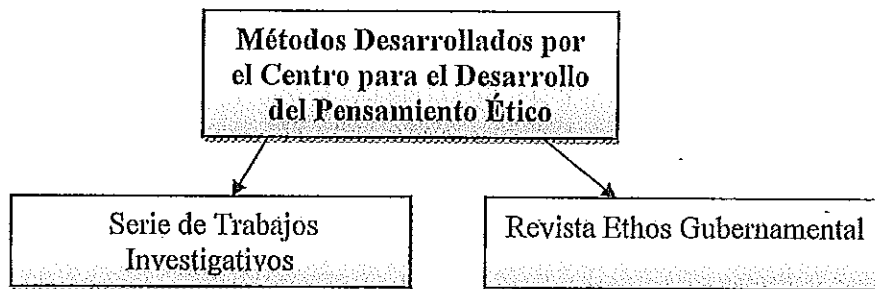 Métodos Desarrollados por
el Centro para el Desarrollo
del Pensamiento Ético
Serie de Trabajos
Investigativos
Revista Ethos Gubernamental